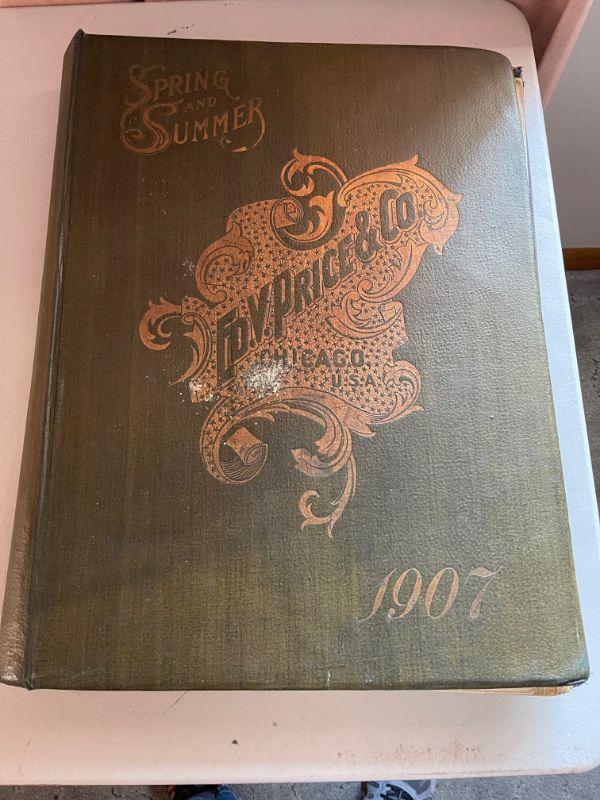 SPRING
AND
SUMMER
ED. V. PRICE & CO.
CHICAGO
U.S.A.
1907